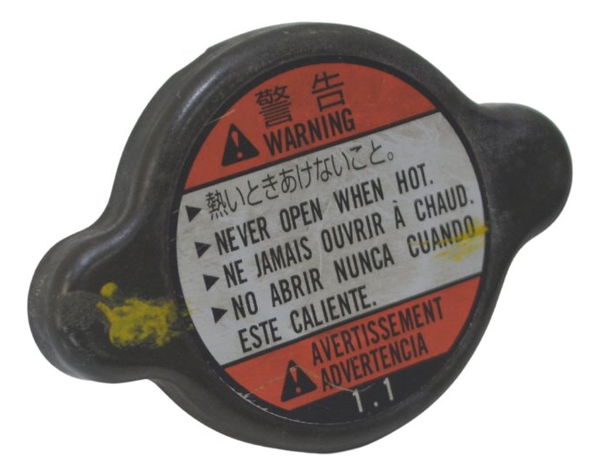 警告
WARNING
▶熱いときあけないこと。
▶NEVER OPEN WHEN HOT.
▶NE JAMAIS OUVRIR À CHAUD.
▶NO ABRIR NUNCA CUANDO
ESTE CALIENTE.
AVERTISSEMENT
ADVERTENCIA
1.1